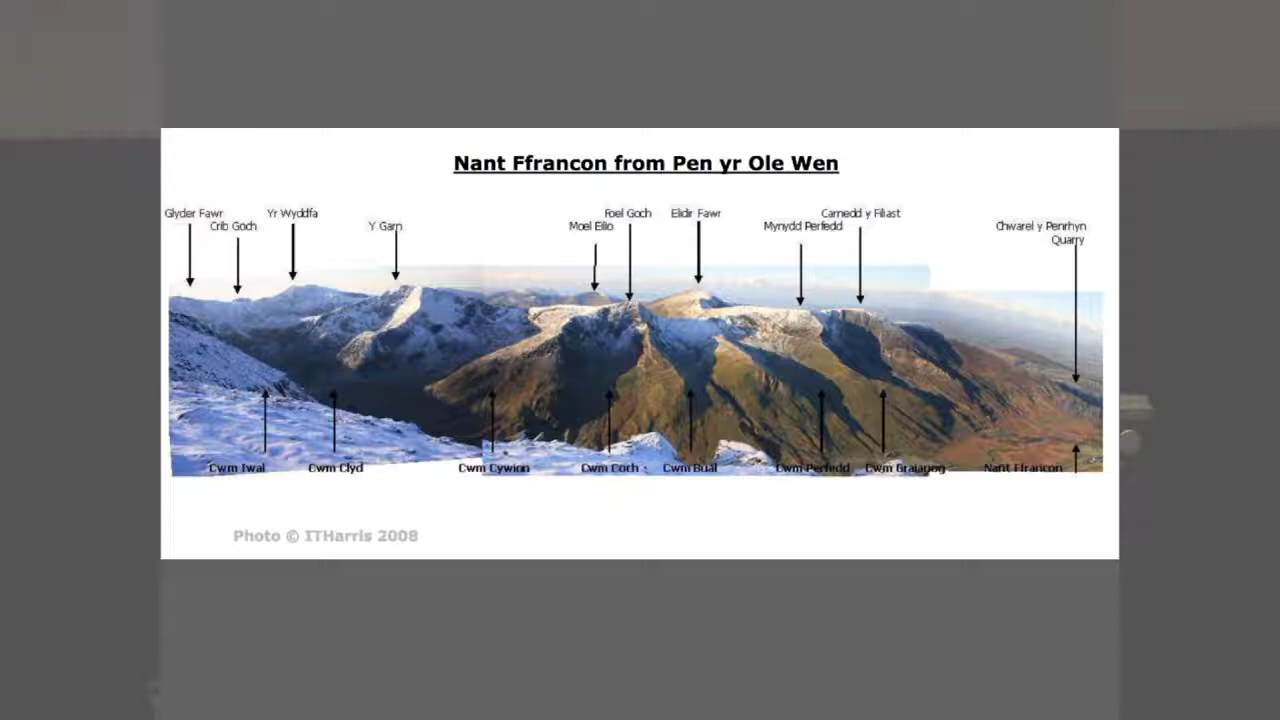 Nant Ffrancon from Pen yr Ole Wen
Glyder Fawr
Yr Wyddfa
Foel Goch
Elidir Fawr
Carnedd y Filiast
Crib Goch
Y Garn
Moel Eilio
Mynydd Perfedd
Chwarel y Penrhyn
Quarry
Cwm Iwal
Cwm Clyd
Cwm Cywion
Cwm Coch
Cwm Bual
Cwm Perfedd
Cwm Graianog
Nant Ffrancon
Photo © ITHarris 2008